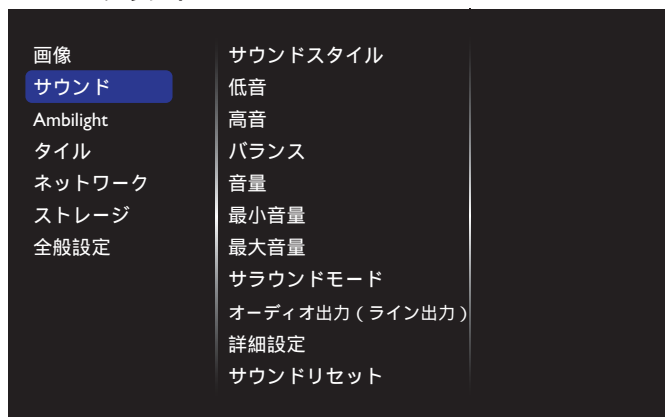 画像
サウンド
Ambilight
タイル
ネットワーク
ストレージ
全般設定
サウンドスタイル
低音
高音
バランス
音量
最小音量
最大音量
サラウンドモード
オーディオ出力(ライン出力)
詳細設定
サウンドリセット